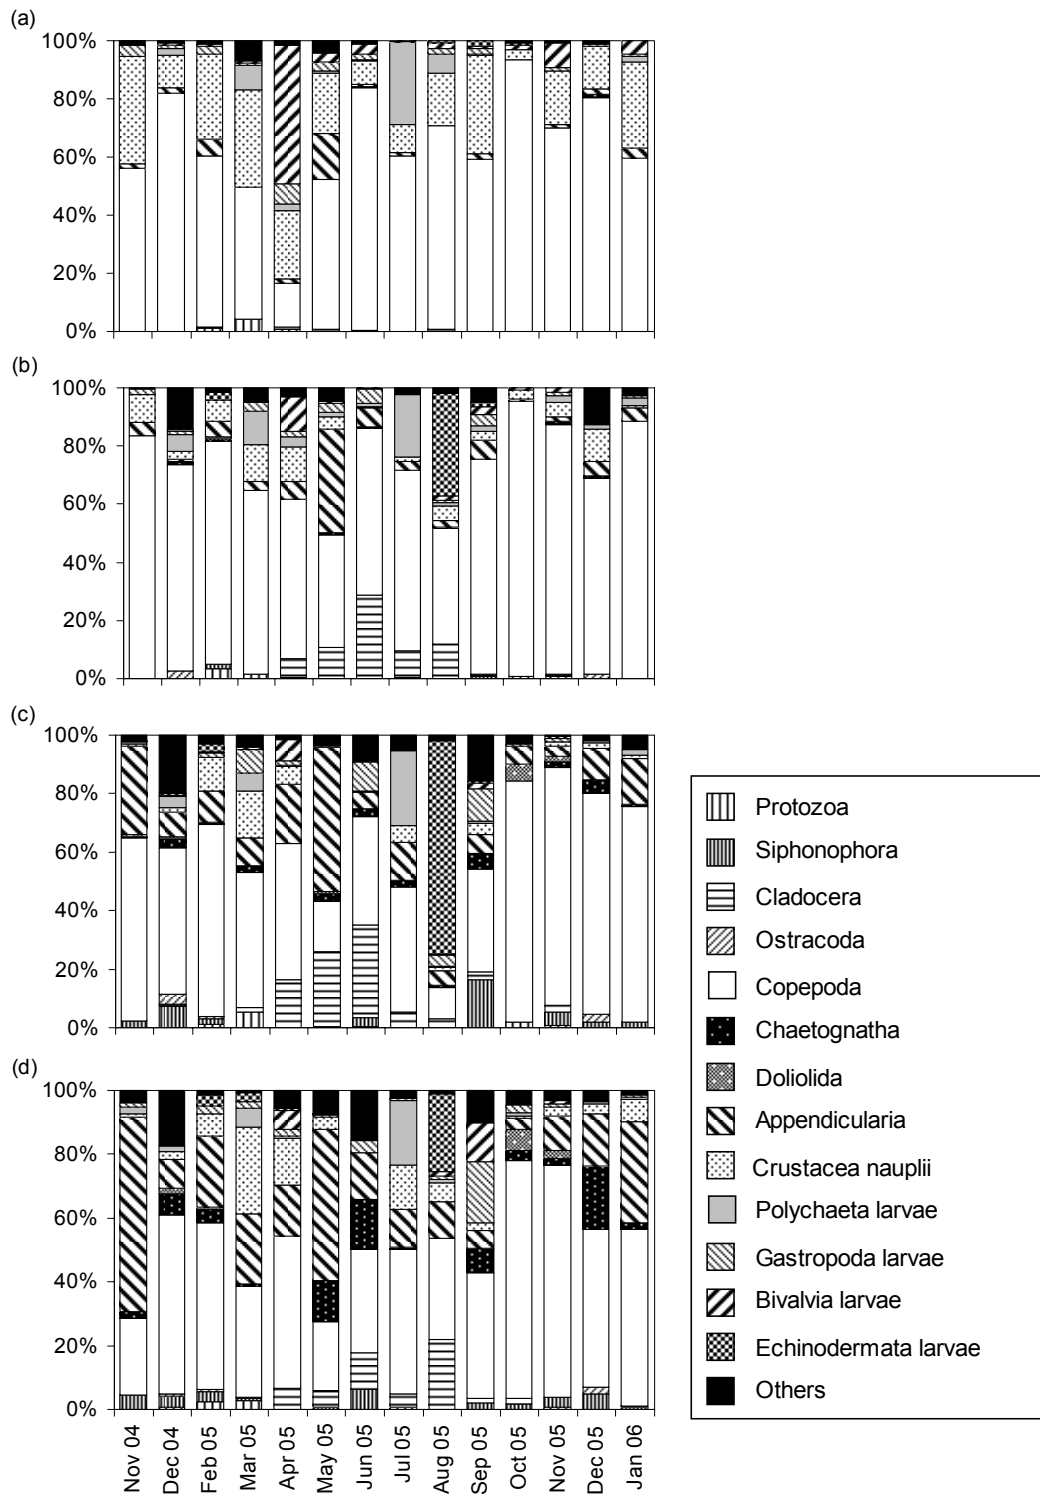 (a)
100%
80%
60%
40%
20%
0%
(b)
100%
80%
60%
40%
20%
0%
(c)
100%
80%
60%
40%
20%
0%
(d)
100%
80%
60%
40%
20%
0%
Nov 04
Dec 04
Feb 05
Mar 05
Apr 05
May 05
Jun 05
Jul 05
Aug 05
Sep 05
Oct 05
Nov 05
Dec 05
Jan 06
Protozoa
Siphonophora
Cladocera
Ostracoda
Copepoda
Chaetognatha
Doliolida
Appendicularia
Crustacea nauplii
Polychaeta larvae
Gastropoda larvae
Bivalvia larvae
Echinodermata larvae
Others